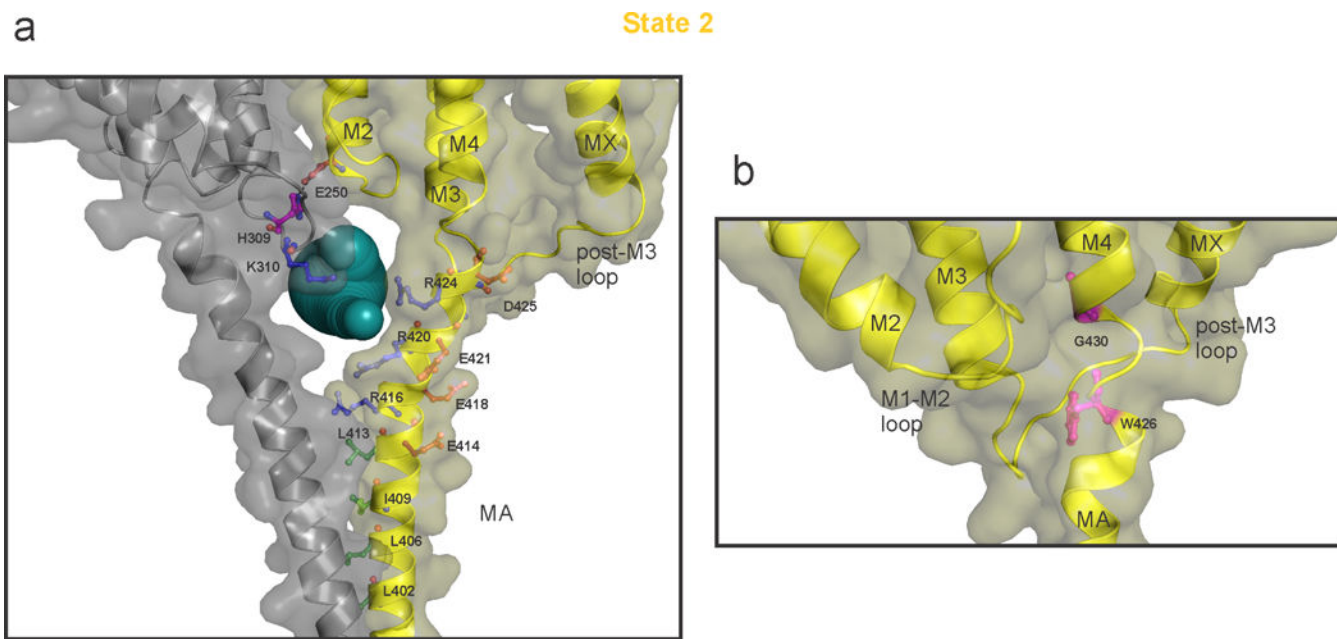 State 2
a
M2
M4
MX
E250
M3
H309
K310
post-M3
loop
R424
D425
R420
E421
R416
E418
L413
E414
I409
MA
L406
L402
b
M4
MX
M3
M2
G430
post-M3
loop
M1-M2
loop
W426
MA